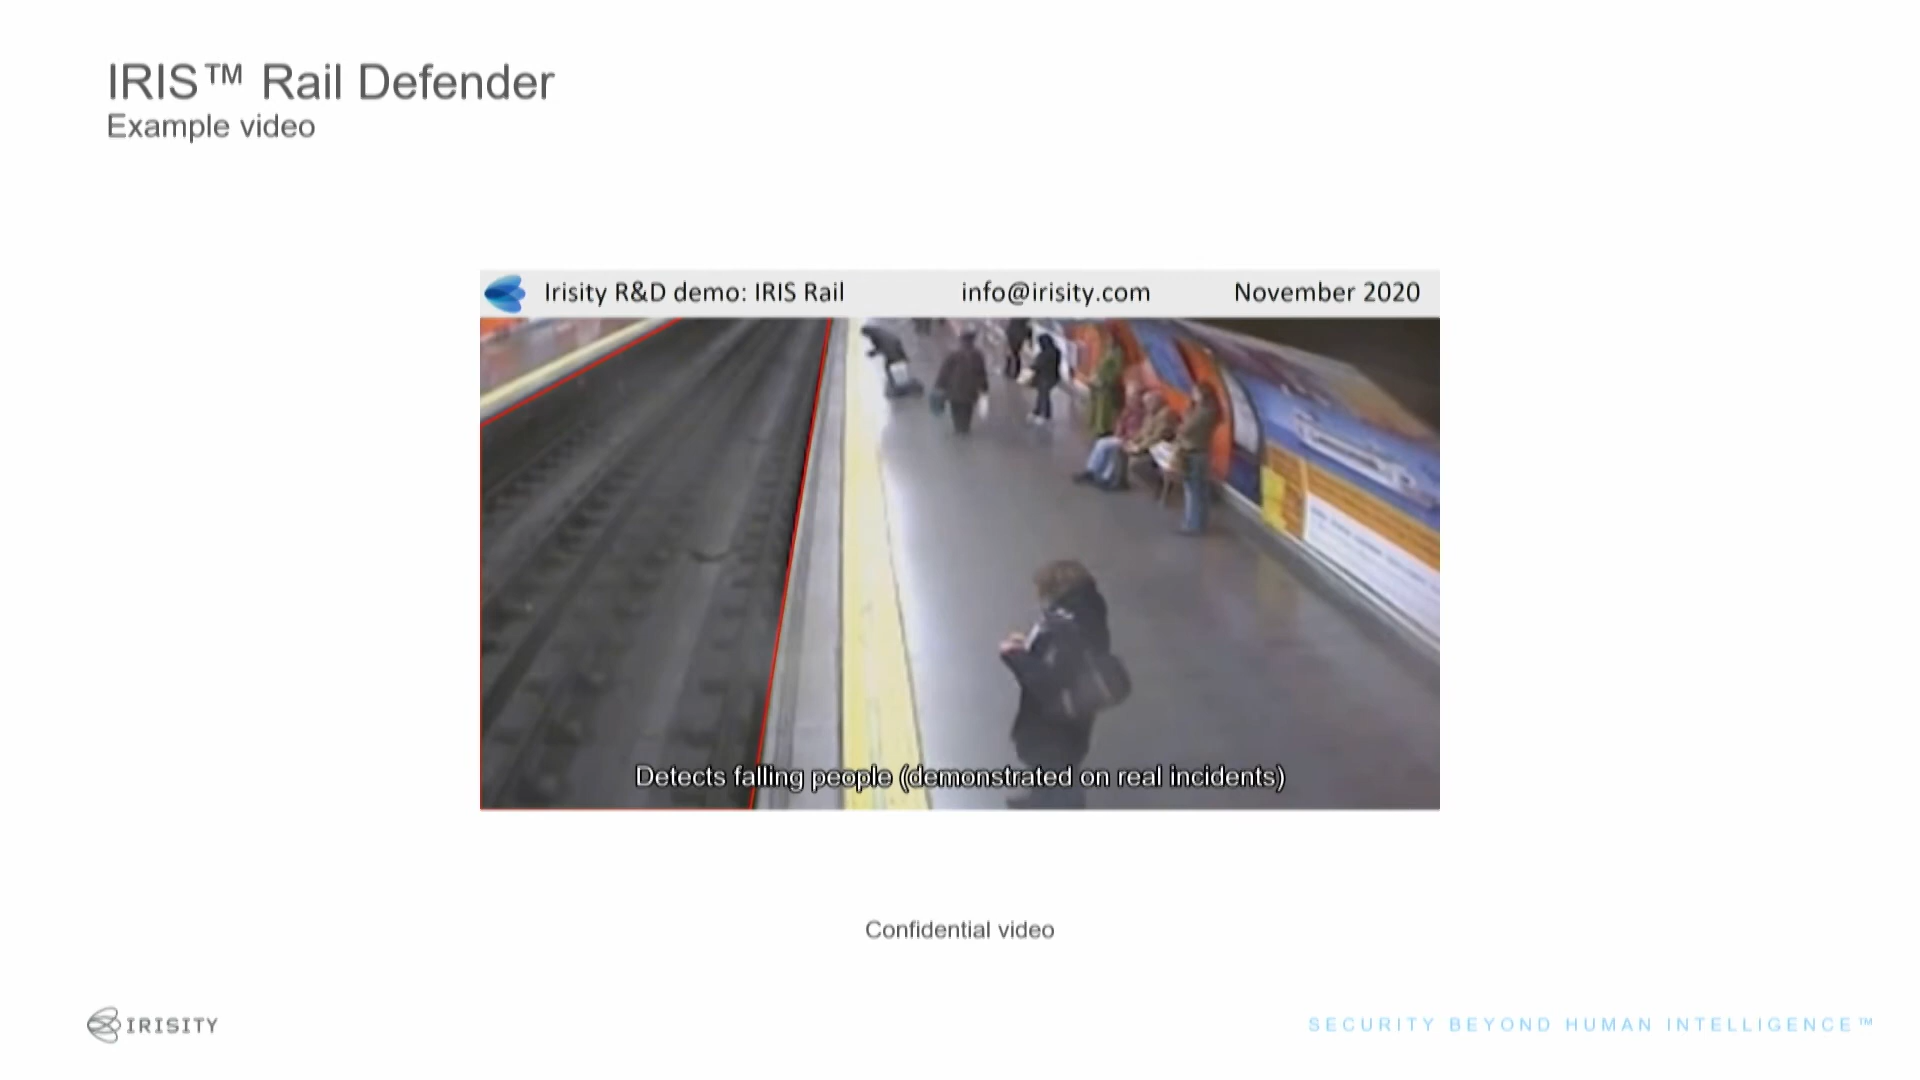 IRIS™ Rail Defender
Example video
Irisity R&D demo: IRIS Rail
info@irisity.com
November 2020
Detects falling people (demonstrated on real incidents)
Confidential video
IRISITY
SECURITY BEYOND HUMAN INTELLIGENCE™